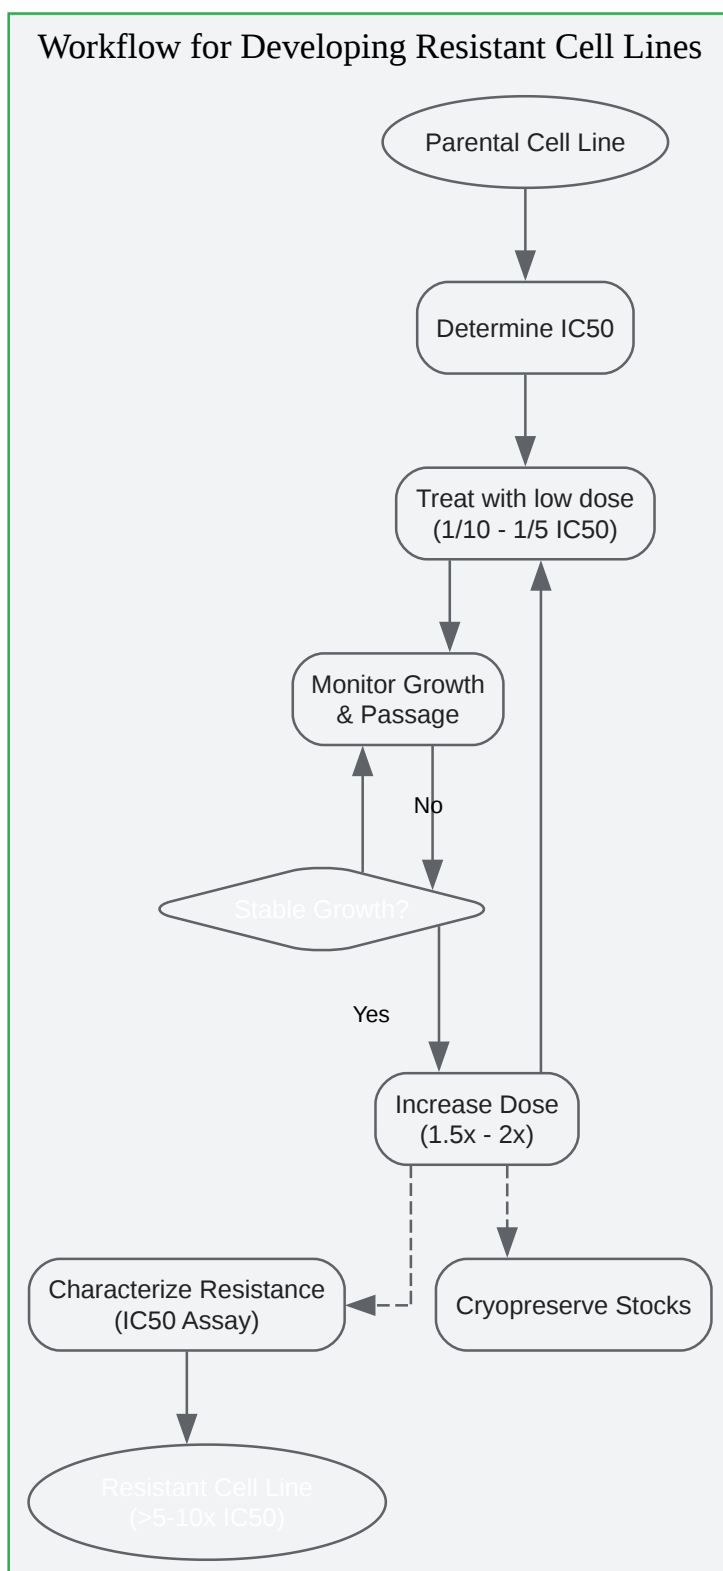 Workflow for Developing Resistant Cell Lines
Parental Cell Line
Determine IC50
Treat with low dose
(1/10 - 1/5 IC50)
Monitor Growth
& Passage
No
Stable Growth?
Yes
Increase Dose
(1.5x - 2x)
Characterize Resistance
(IC50 Assay)
Cryopreserve Stocks
Resistant Cell Line
(>5-10x IC50)